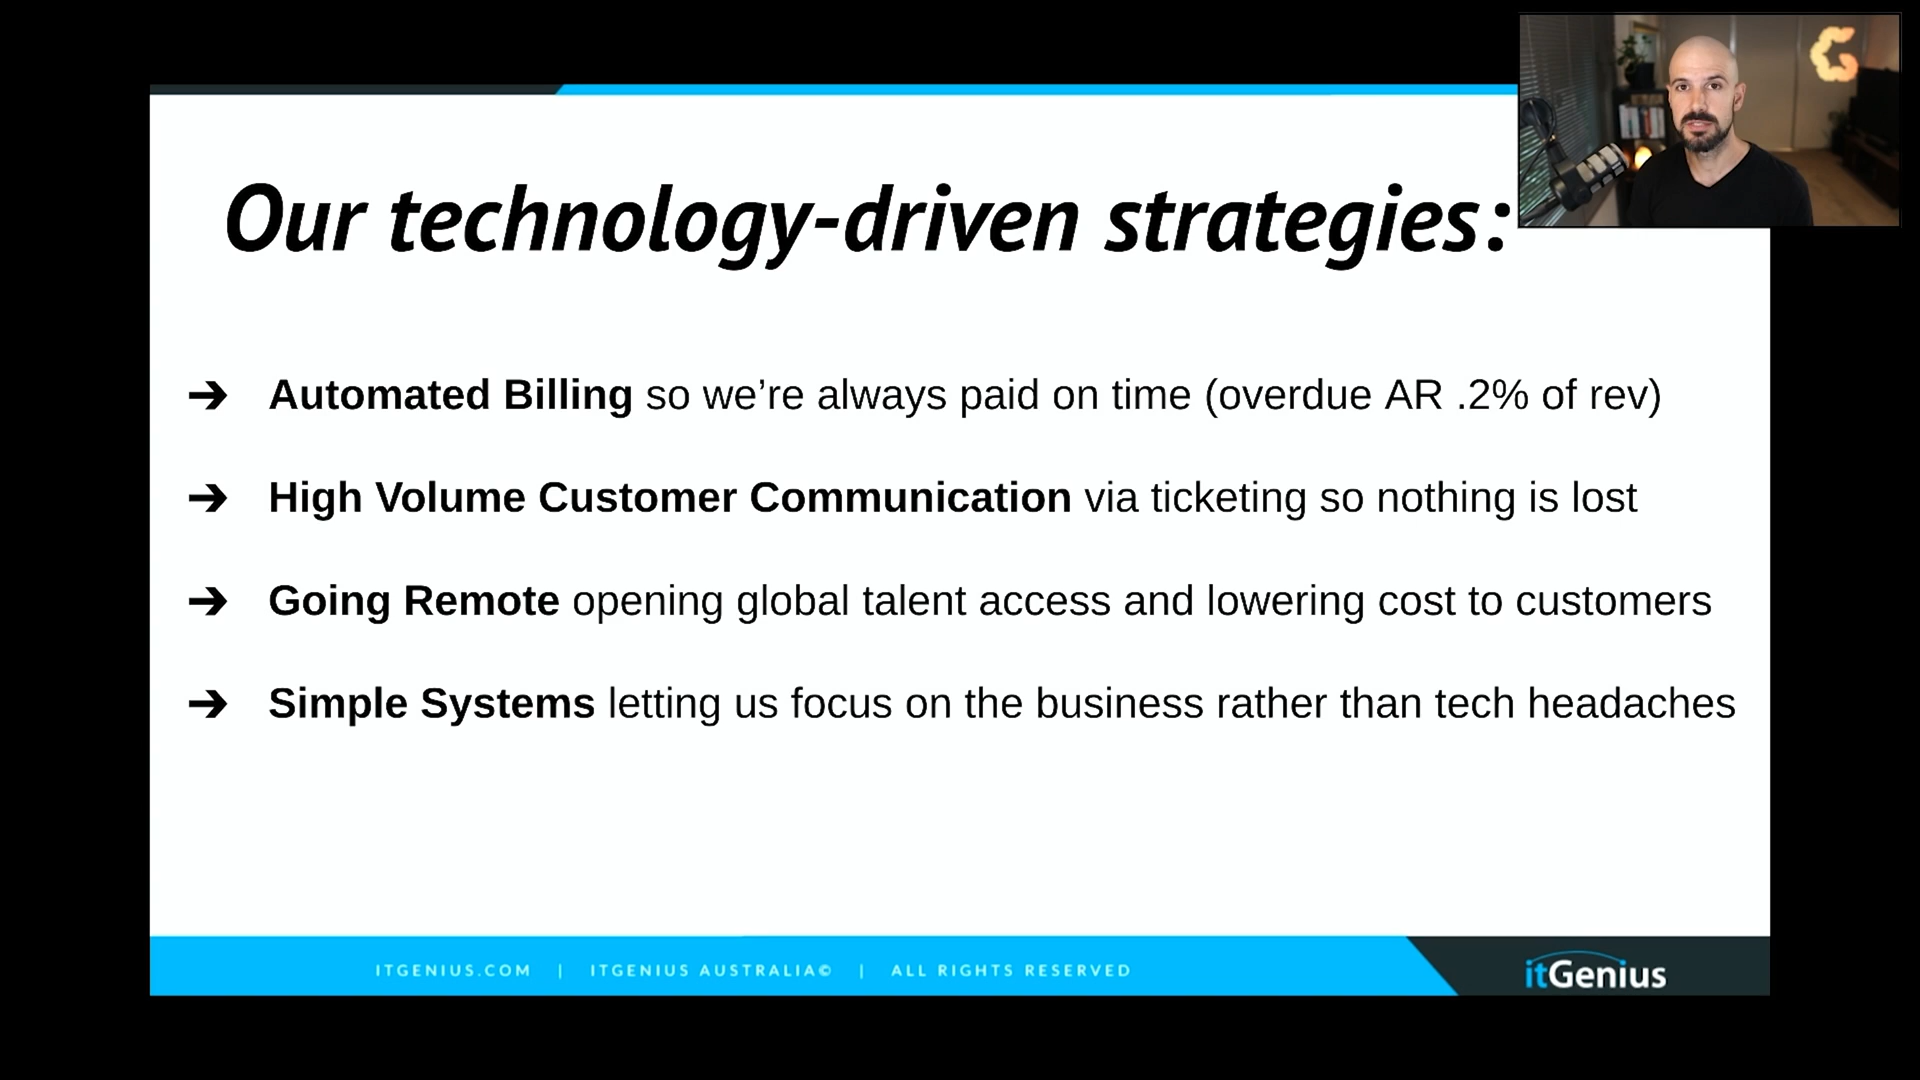 Our technology-driven strategies:
➔ Automated Billing so we’re always paid on time (overdue AR .2% of rev)
➔ High Volume Customer Communication via ticketing so nothing is lost
➔ Going Remote opening global talent access and lowering cost to customers
➔ Simple Systems letting us focus on the business rather than tech headaches
ITGENIUS.COM | ITGENIUS AUSTRALIA© | ALL RIGHTS RESERVED
itGenius